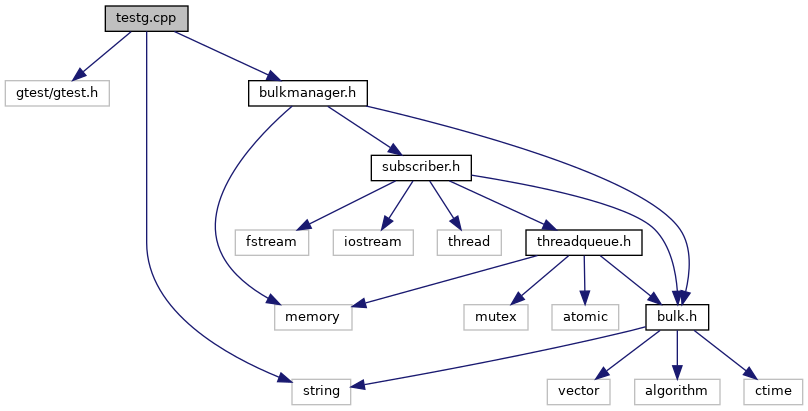 testg.cpp
gtest/gtest.h
bulkmanager.h
subscriber.h
fstream
iostream
thread
threadqueue.h
memory
mutex
atomic
bulk.h
string
vector
algorithm
ctime